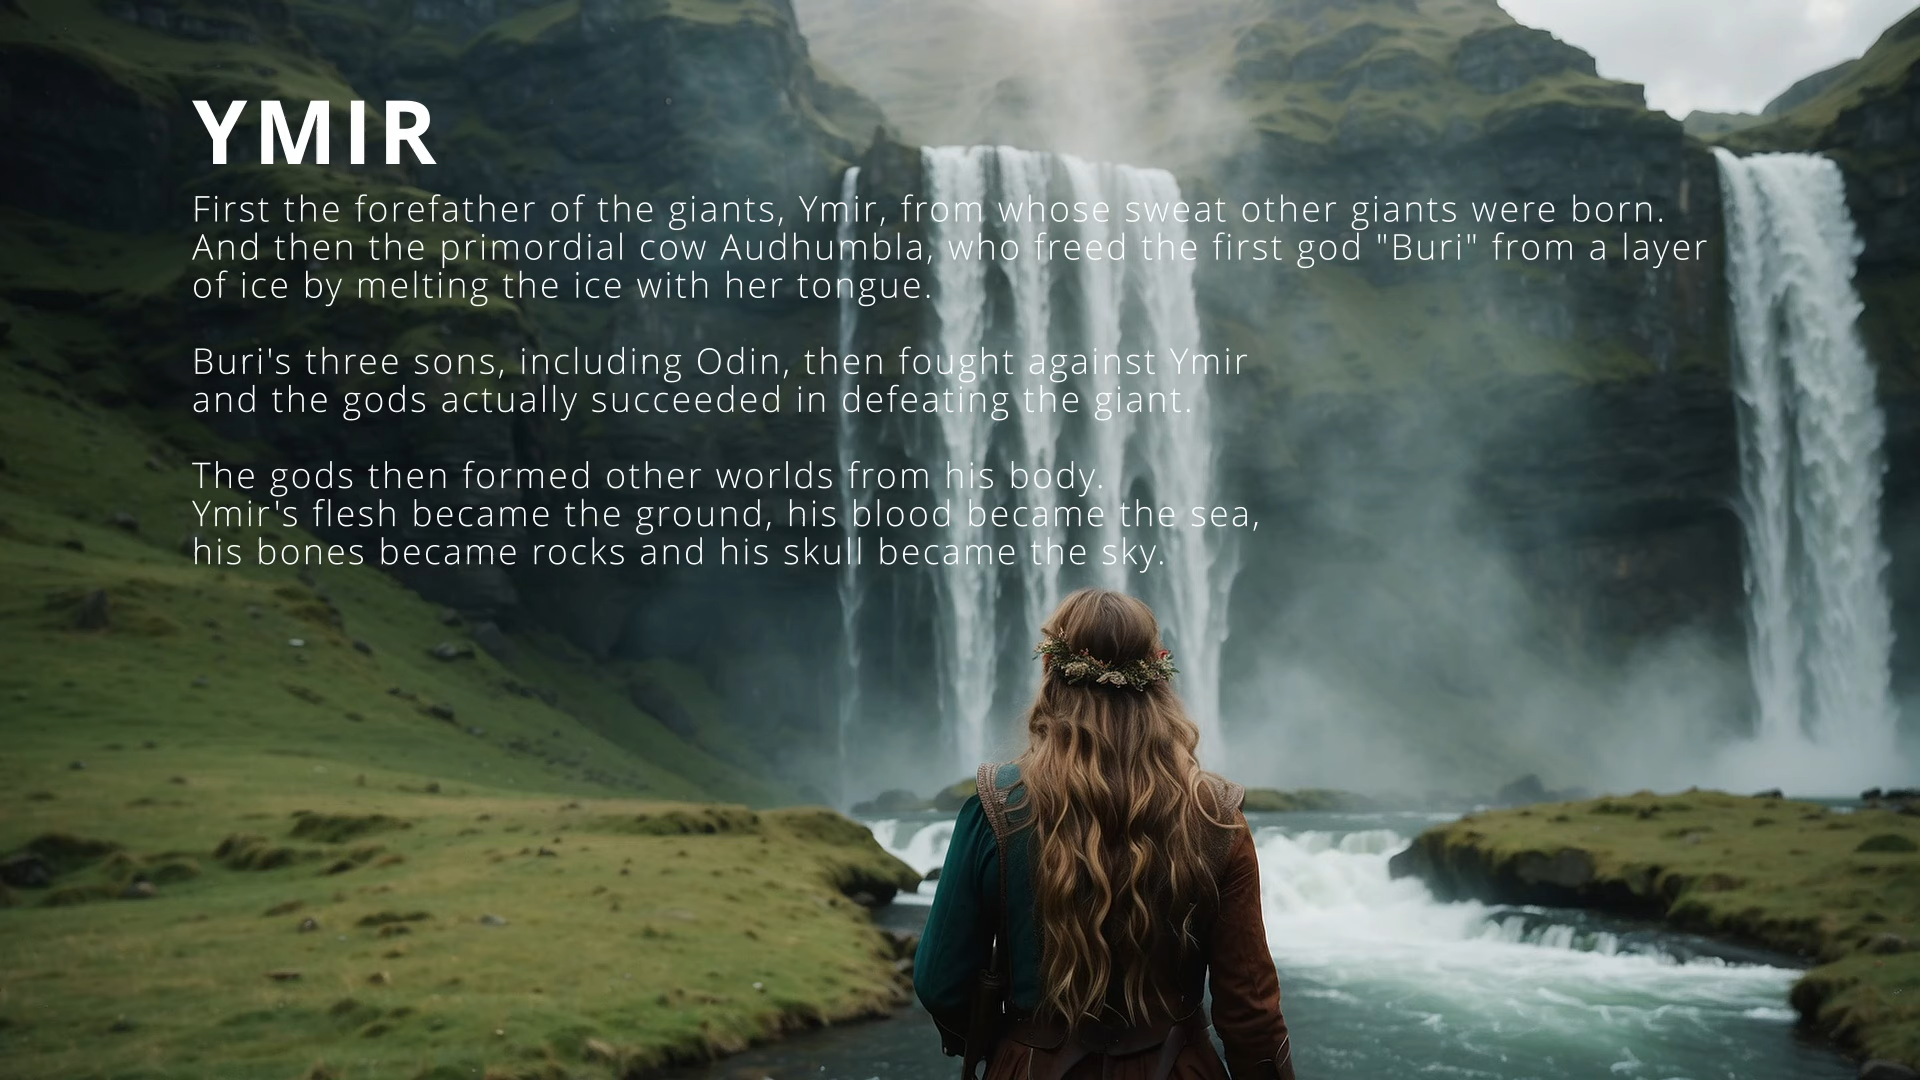 YMIR
First the forefather of the giants, Ymir, from whose sweat other giants were born.
And then the primordial cow Audhumbla, who freed the first god "Buri" from a layer
of ice by melting the ice with her tongue.
Buri's three sons, including Odin, then fought against Ymir
and the gods actually succeeded in defeating the giant.
The gods then formed other worlds from his body.
Ymir's flesh became the ground, his blood became the sea,
his bones became rocks and his skull became the sky.